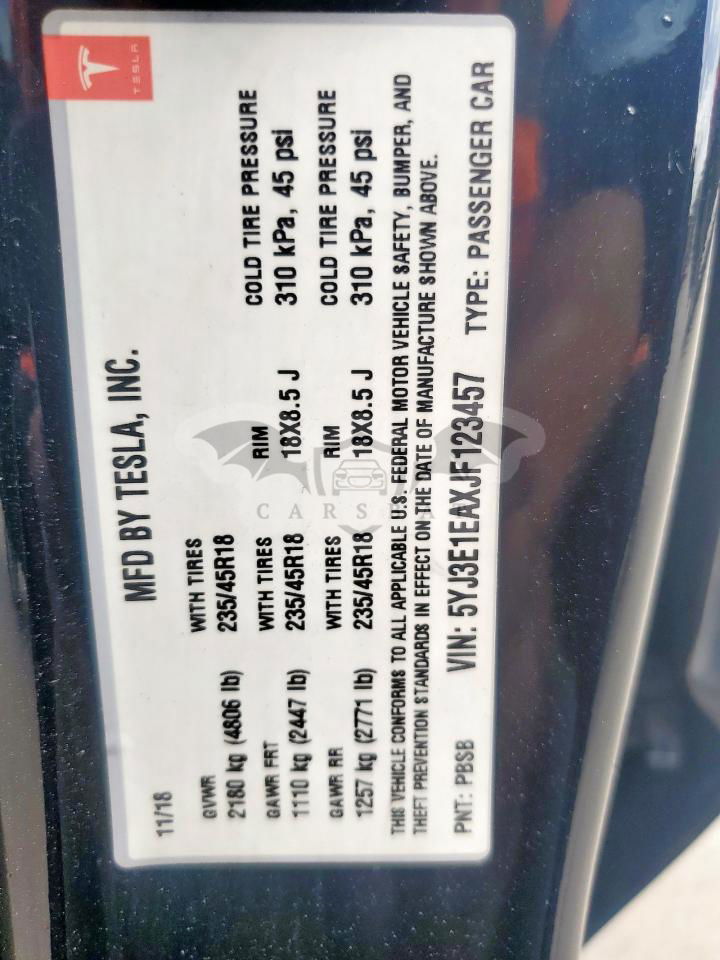 TESLA
MFD BY TESLA, INC.
11/18
GVWR WITH TIRES
2180 kg (4806 lb) 235/45R18
GAWR FRT WITH TIRES RIM COLD TIRE PRESSURE
1110 kg (2447 lb) 235/45R18 18X8.5 J 310 kPa, 45 psi
GAWR RR WITH TIRES RIM COLD TIRE PRESSURE
1257 kg (2771 lb) 235/45R18 18X8.5 J 310 kPa, 45 psi
THIS VEHICLE CONFORMS TO ALL APPLICABLE U.S. FEDERAL MOTOR VEHICLE SAFETY, BUMPER, AND
THEFT PREVENTION STANDARDS IN EFFECT ON THE DATE OF MANUFACTURE SHOWN ABOVE.
PNT: PBSB VIN: 5YJ3E1EAXJF123457 TYPE: PASSENGER CAR